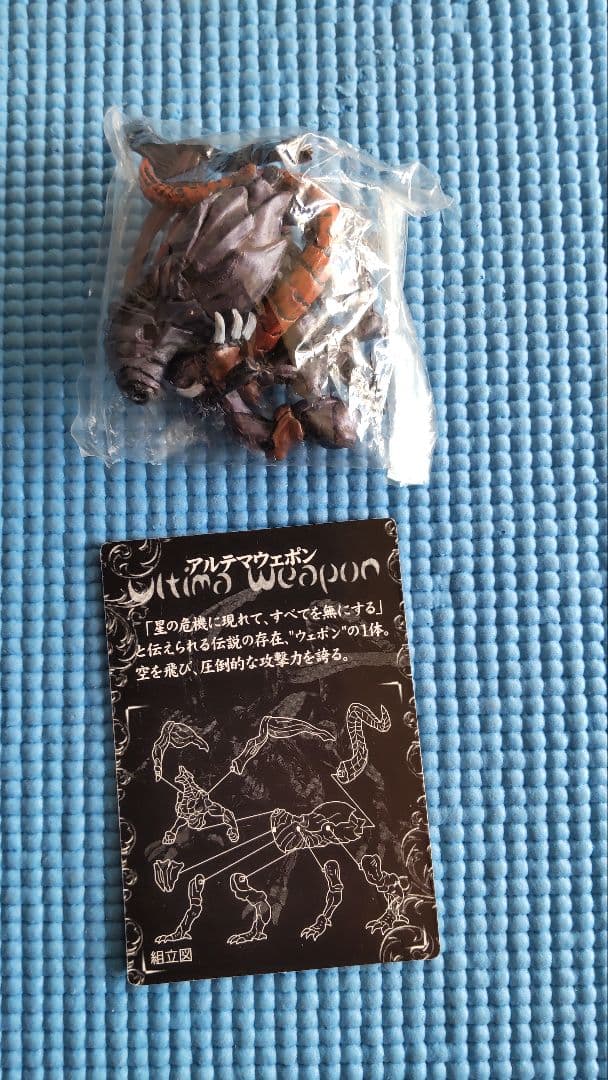 アルテマウェポン
Ultima Weapon
「星の危機に現れて、すべてを無にする」
と伝えられる伝説の存在、"ウェポン"の1体。
空を飛び、圧倒的な攻撃力を誇る。
組立図